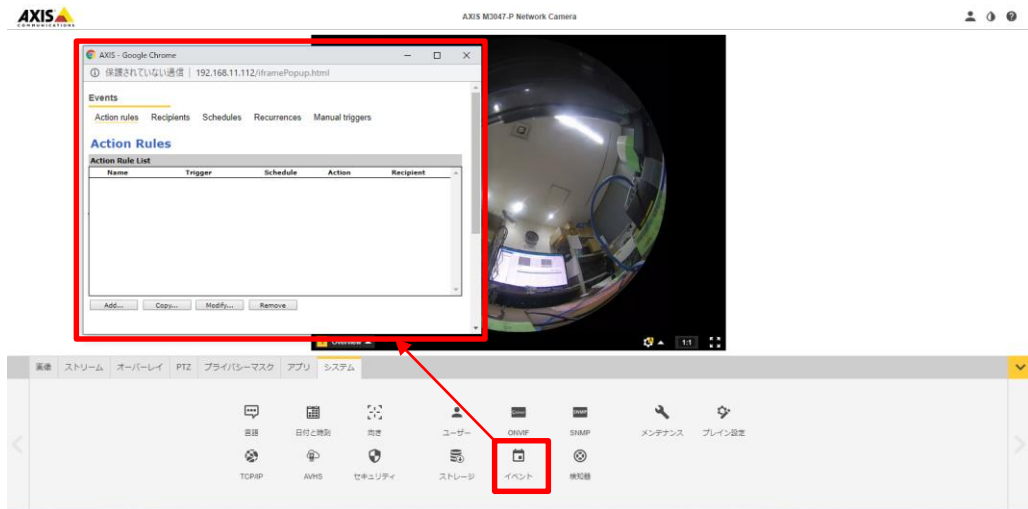 AXIS
COMMUNICATIONS
AXIS M3047-P Network Camera
AXIS - Google Chrome
保護されていない通信 | 192.168.11.112/iframePopup.html
Events
Action rules Recipients Schedules Recurrences Manual triggers
Action Rules
Action Rule List
Name Trigger Schedule Action Recipient
Add... Copy... Modify... Remove
Overview
1:1
画像 ストリーム オーバーレイ PTZ プライバシーマスク アプリ システム
言語 日付と時刻 向き ユーザー ONVIF SNMP メンテナンス プレイン設定
TCP/IP AVHS セキュリティ ストレージ イベント 検知器